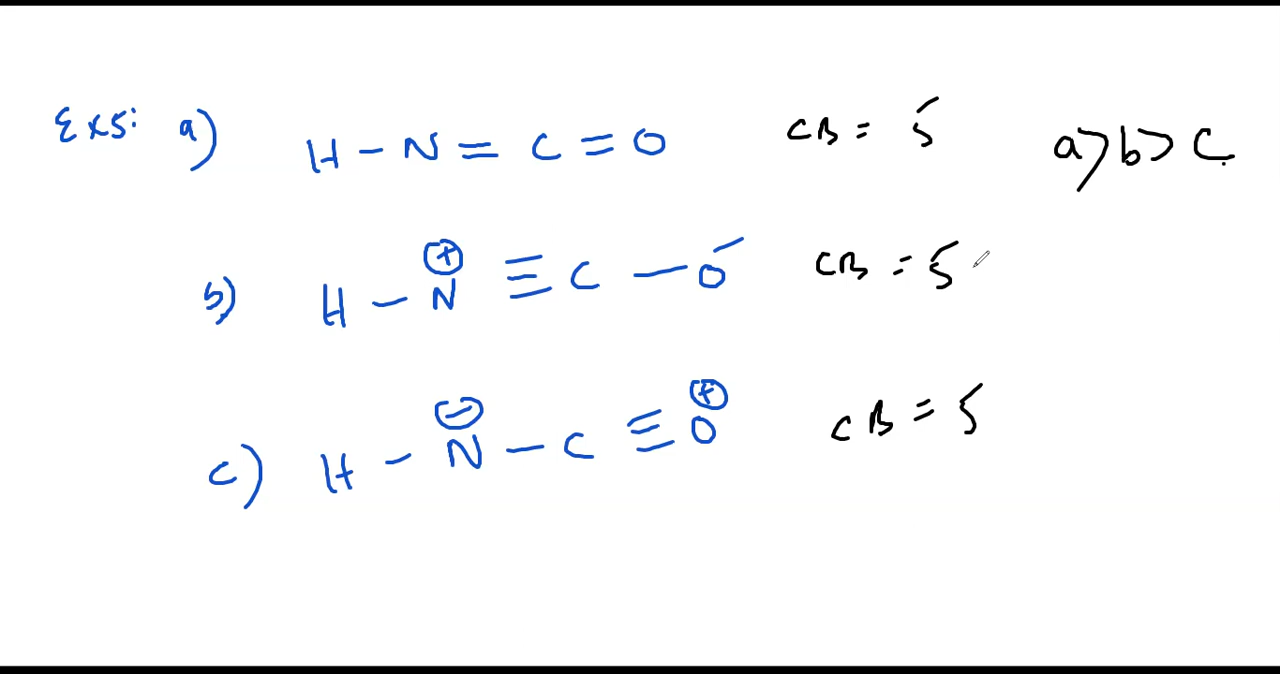 Ex5: a) H - N = C = O CB = 5 a > b > C
b) H - N⊕ ≡ C - O⁻ CB = 5
c) H - N⊖ - C ≡ O⊕ CB = 5